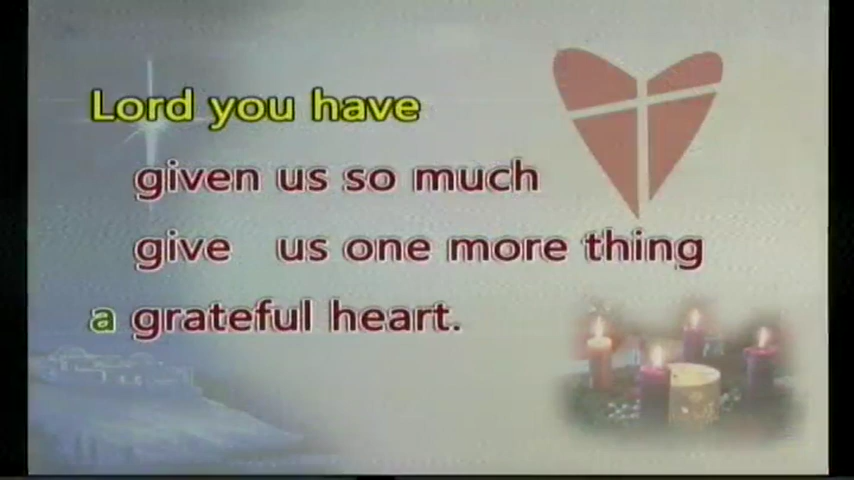 Lord you have
given us so much
give us one more thing
a grateful heart.